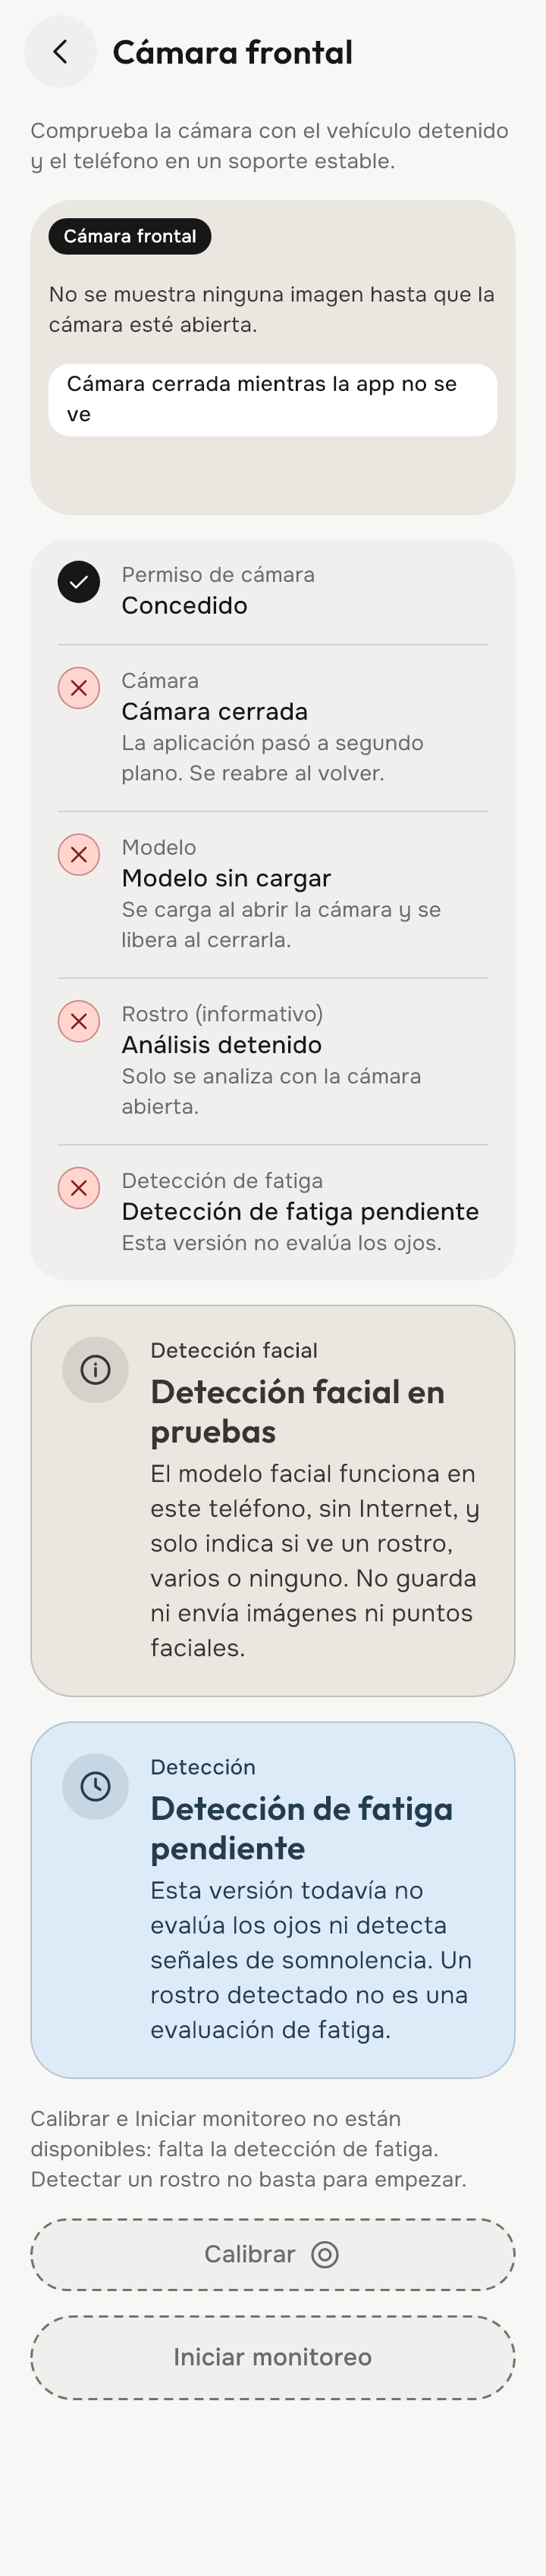 Cámara frontal
Comprueba la cámara con el vehículo detenido
y el teléfono en un soporte estable.
Cámara frontal
No se muestra ninguna imagen hasta que la
cámara esté abierta.
Cámara cerrada mientras la app no se
ve
Permiso de cámara
Concedido
Cámara
Cámara cerrada
La aplicación pasó a segundo
plano. Se reabre al volver.
Modelo
Modelo sin cargar
Se carga al abrir la cámara y se
libera al cerrarla.
Rostro (informativo)
Análisis detenido
Solo se analiza con la cámara
abierta.
Detección de fatiga
Detección de fatiga pendiente
Esta versión no evalúa los ojos.
Detección facial
Detección facial en
pruebas
El modelo facial funciona en
este teléfono, sin Internet, y
solo indica si ve un rostro,
varios o ninguno. No guarda
ni envía imágenes ni puntos
faciales.
Detección
Detección de fatiga
pendiente
Esta versión todavía no
evalúa los ojos ni detecta
señales de somnolencia. Un
rostro detectado no es una
evaluación de fatiga.
Calibrar e Iniciar monitoreo no están
disponibles: falta la detección de fatiga.
Detectar un rostro no basta para empezar.
Calibrar
Iniciar monitoreo